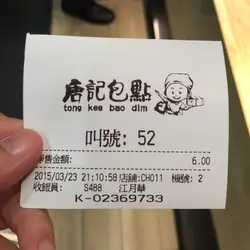 唐記包點
tong kee bao dim
叫號: 52
零售金額: 6.00
2015/03/23 21:10:58 店舖:CH011 機號: 2
收銀員: S488 江月華
K-02369733